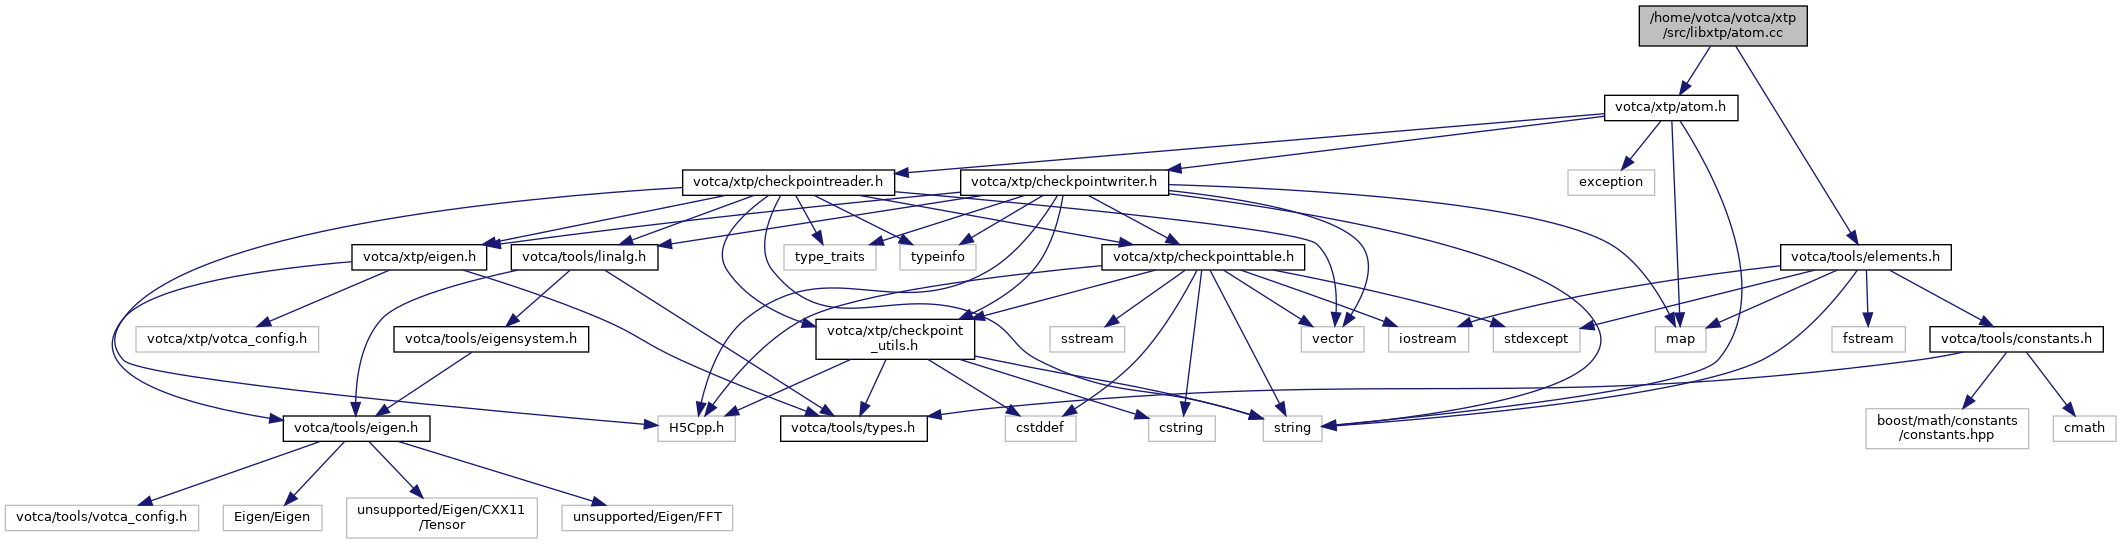 /home/votca/votca/xtp
/src/libxtp/atom.cc
votca/xtp/atom.h
votca/xtp/checkpointreader.h
votca/xtp/checkpointwriter.h
exception
votca/xtp/eigen.h
votca/tools/linalg.h
type_traits
typeinfo
votca/xtp/checkpointtable.h
votca/tools/elements.h
votca/xtp/votca_config.h
votca/tools/eigensystem.h
votca/xtp/checkpoint
_utils.h
sstream
vector
iostream
stdexcept
map
fstream
votca/tools/constants.h
votca/tools/eigen.h
H5Cpp.h
votca/tools/types.h
cstddef
cstring
string
boost/math/constants
/constants.hpp
cmath
votca/tools/votca_config.h
Eigen/Eigen
unsupported/Eigen/CXX11
/Tensor
unsupported/Eigen/FFT